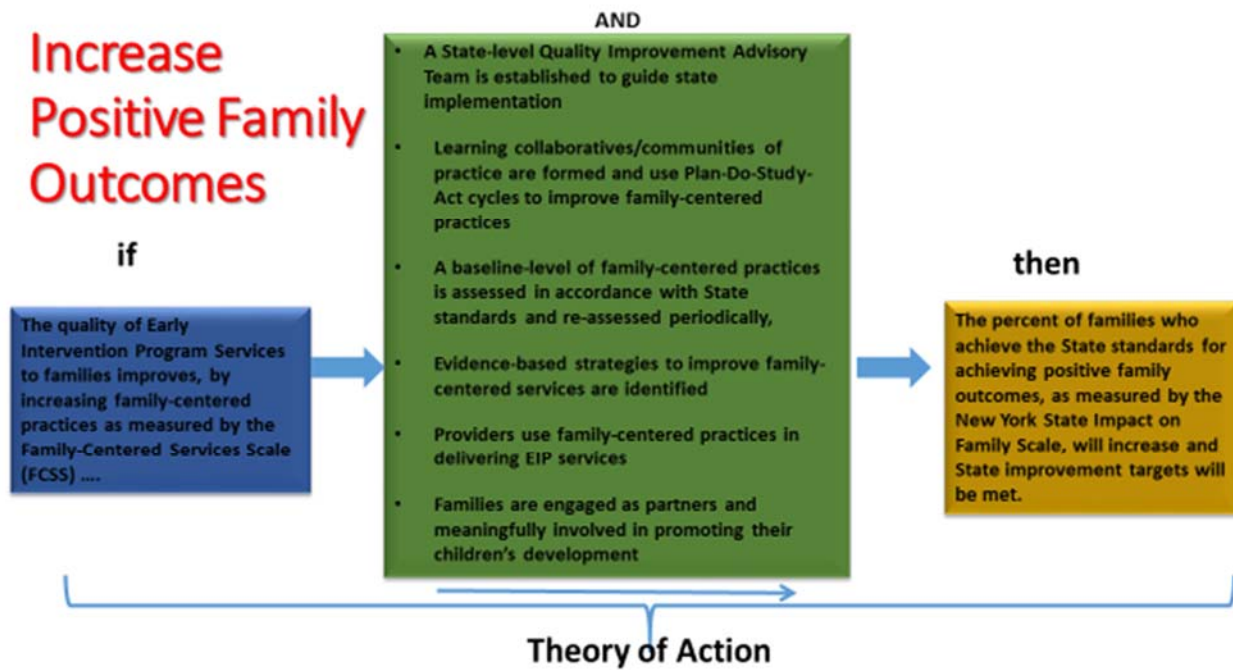 Increase
Positive Family
Outcomes
if
The quality of Early
Intervention Program Services
to families improves, by
increasing family-centered
practices as measured by the
Family-Centered Services Scale
(FCSS) ....
AND
• A State-level Quality Improvement Advisory
Team is established to guide state
implementation
• Learning collaboratives/communities of
practice are formed and use Plan-Do-Study-
Act cycles to improve family-centered
practices
• A baseline-level of family-centered practices
is assessed in accordance with State
standards and re-assessed periodically,
• Evidence-based strategies to improve family-
centered services are identified
• Providers use family-centered practices in
delivering EIP services
• Families are engaged as partners and
meaningfully involved in promoting their
children's development
then
The percent of families who
achieve the State standards for
achieving positive family
outcomes, as measured by the
New York State Impact on
Family Scale, will increase and
State improvement targets will
be met.
Theory of Action